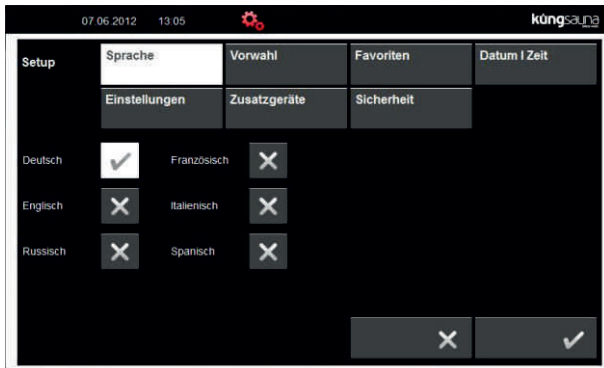 07.06.2012 13:05 küngsauna
Setup Sprache Vorwahl Favoriten Datum I Zeit
Einstellungen Zusatzgeräte Sicherheit
Deutsch Französisch
Englisch Italienisch
Russisch Spanisch